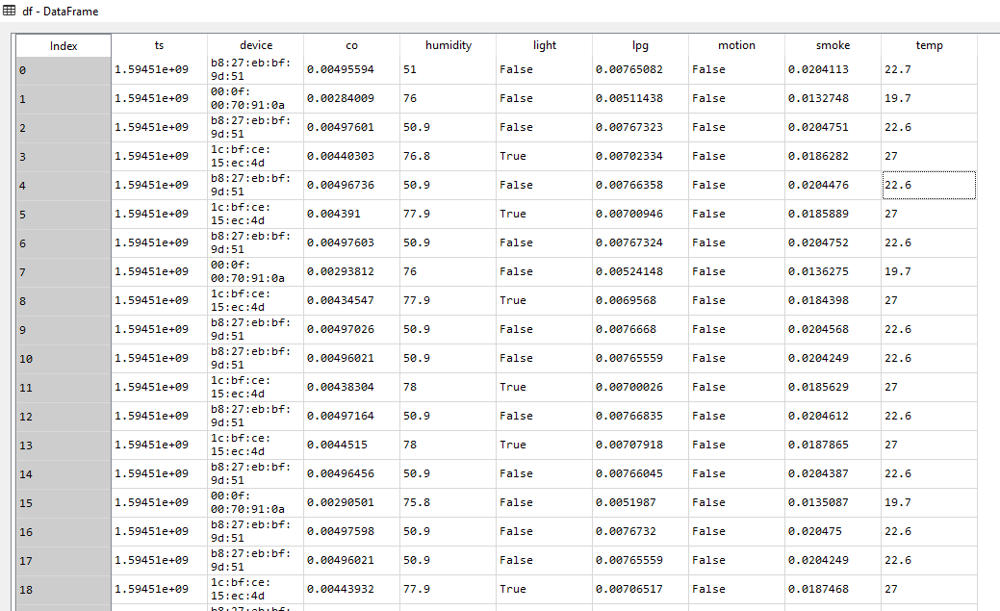 df - DataFrame
Index ts device co humidity light lpg motion smoke temp
0 1.59451e+09 b8:27:eb:bf:9d:51 0.00495594 51 False 0.00765082 False 0.0204113 22.7
1 1.59451e+09 00:0f:00:70:91:0a 0.00284009 76 False 0.00511438 False 0.0132748 19.7
2 1.59451e+09 b8:27:eb:bf:9d:51 0.00497601 50.9 False 0.00767323 False 0.0204751 22.6
3 1.59451e+09 1c:bf:ce:15:ec:4d 0.00440303 76.8 True 0.00702334 False 0.0186282 27
4 1.59451e+09 b8:27:eb:bf:9d:51 0.00496736 50.9 False 0.00766358 False 0.0204476 22.6
5 1.59451e+09 1c:bf:ce:15:ec:4d 0.004391 77.9 True 0.00700946 False 0.0185889 27
6 1.59451e+09 b8:27:eb:bf:9d:51 0.00497603 50.9 False 0.00767324 False 0.0204752 22.6
7 1.59451e+09 00:0f:00:70:91:0a 0.00293812 76 False 0.00524148 False 0.0136275 19.7
8 1.59451e+09 1c:bf:ce:15:ec:4d 0.00434547 77.9 True 0.0069568 False 0.0184398 27
9 1.59451e+09 b8:27:eb:bf:9d:51 0.00497026 50.9 False 0.0076668 False 0.0204568 22.6
10 1.59451e+09 b8:27:eb:bf:9d:51 0.00496021 50.9 False 0.00765559 False 0.0204249 22.6
11 1.59451e+09 1c:bf:ce:15:ec:4d 0.00438304 78 True 0.00700026 False 0.0185629 27
12 1.59451e+09 b8:27:eb:bf:9d:51 0.00497164 50.9 False 0.00766835 False 0.0204612 22.6
13 1.59451e+09 1c:bf:ce:15:ec:4d 0.0044515 78 True 0.00707918 False 0.0187865 27
14 1.59451e+09 b8:27:eb:bf:9d:51 0.00496456 50.9 False 0.00766045 False 0.0204387 22.6
15 1.59451e+09 00:0f:00:70:91:0a 0.00290501 75.8 False 0.0051987 False 0.0135087 19.7
16 1.59451e+09 b8:27:eb:bf:9d:51 0.00497598 50.9 False 0.0076732 False 0.020475 22.6
17 1.59451e+09 b8:27:eb:bf:9d:51 0.00496021 50.9 False 0.00765559 False 0.0204249 22.6
18 1.59451e+09 1c:bf:ce:15:ec:4d 0.00443932 77.9 True 0.00706517 False 0.0187468 27